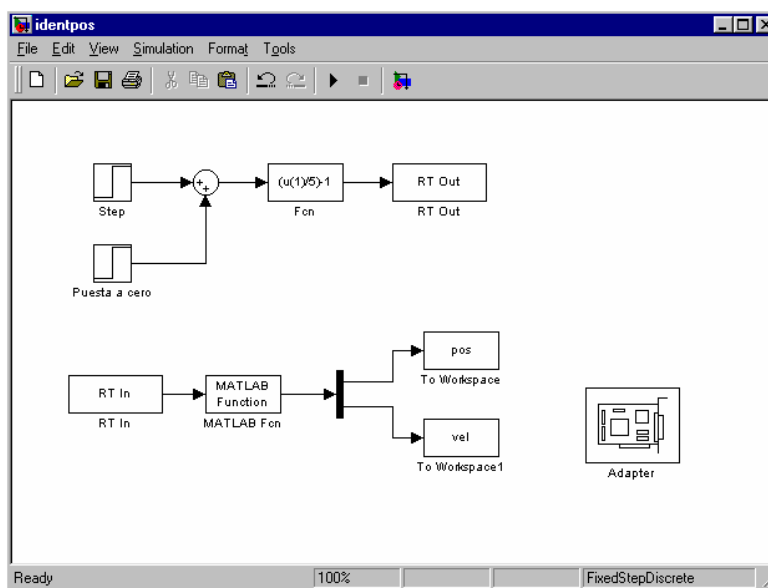 identpos
File Edit View Simulation Format Tools
Step
++
(u(1)/5)-1
Fcn
RT Out
RT Out
Puesta a cero
RT In
RT In
MATLAB
Function
MATLAB Fcn
pos
To Workspace
vel
To Workspace1
Adapter
Ready 100% FixedStepDiscrete